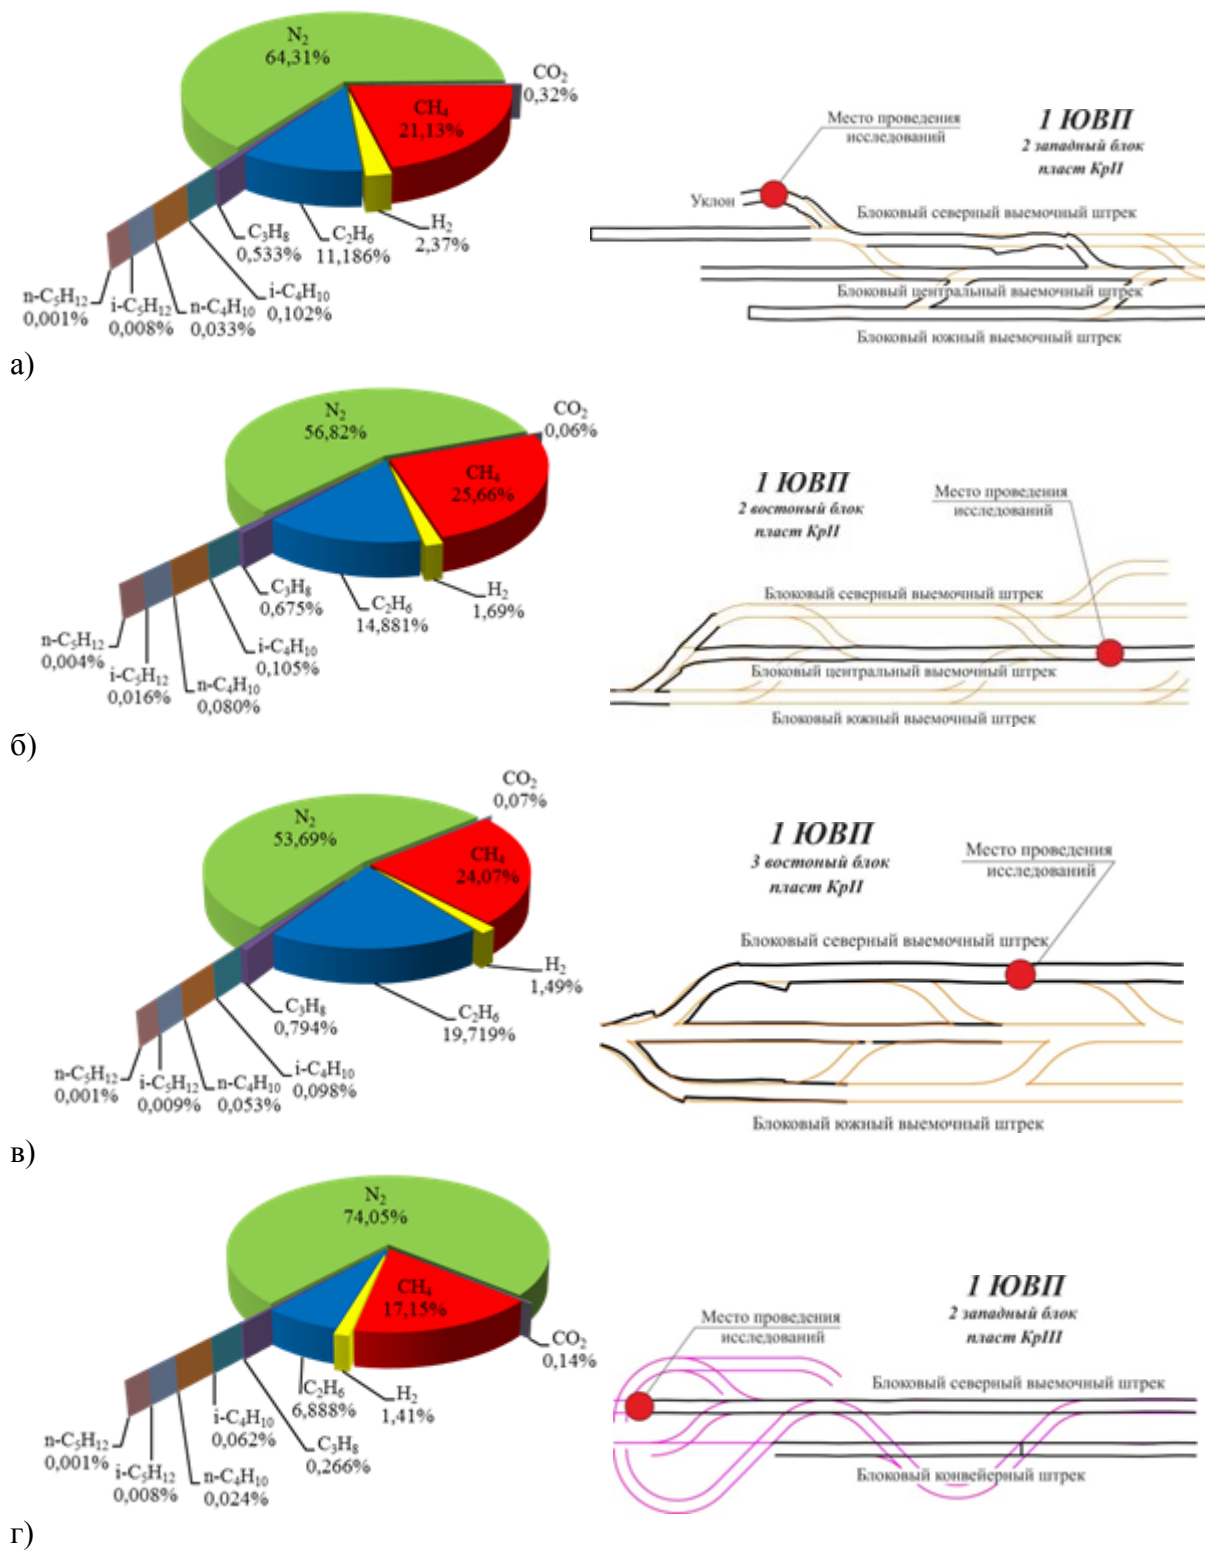 N₂
64,31%
CO₂
0,32%
CH₄
21,13%
H₂
2,37%
C₂H₆
11,186%
C₃H₈
0,533%
i-C₄H₁₀
0,102%
n-C₄H₁₀
0,033%
i-C₅H₁₂
0,008%
n-C₅H₁₂
0,001%
Место проведения
исследований
1 ЮВП
2 западный блок
пласт КрII
Уклон
Блоковый северный выемочный штрек
Блоковый центральный выемочный штрек
Блоковый южный выемочный штрек
а)
N₂
56,82%
CO₂
0,06%
CH₄
25,66%
H₂
1,69%
C₂H₆
14,881%
C₃H₈
0,675%
i-C₄H₁₀
0,105%
n-C₄H₁₀
0,080%
i-C₅H₁₂
0,016%
n-C₅H₁₂
0,004%
1 ЮВП
2 востоный блок
пласт КрII
Место проведения
исследований
Блоковый северный выемочный штрек
Блоковый центральный выемочный штрек
Блоковый южный выемочный штрек
б)
N₂
53,69%
CO₂
0,07%
CH₄
24,07%
H₂
1,49%
C₂H₆
19,719%
C₃H₈
0,794%
i-C₄H₁₀
0,098%
n-C₄H₁₀
0,053%
i-C₅H₁₂
0,009%
n-C₅H₁₂
0,001%
1 ЮВП
3 востоный блок
пласт КрII
Место проведения
исследований
Блоковый северный выемочный штрек
Блоковый южный выемочный штрек
в)
N₂
74,05%
CH₄
17,15%
CO₂
0,14%
H₂
1,41%
C₂H₆
6,888%
C₃H₈
0,266%
i-C₄H₁₀
0,062%
n-C₄H₁₀
0,024%
i-C₅H₁₂
0,008%
n-C₅H₁₂
0,001%
1 ЮВП
2 западный блок
пласт КрIII
Место проведения
исследований
Блоковый северный выемочный штрек
Блоковый конвейерный штрек
г)